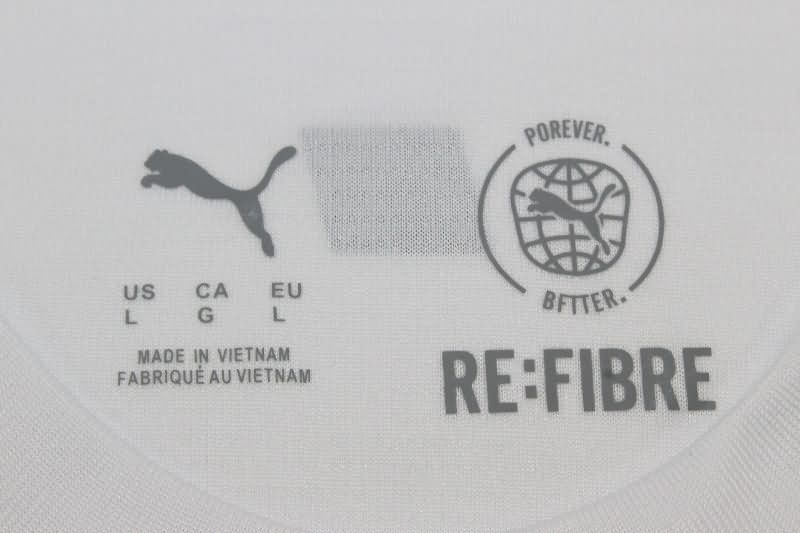 US CA EU
L G L
MADE IN VIETNAM
FABRIQUÉ AU VIETNAM
POREVER.
BFTTER.
RE:FIBRE